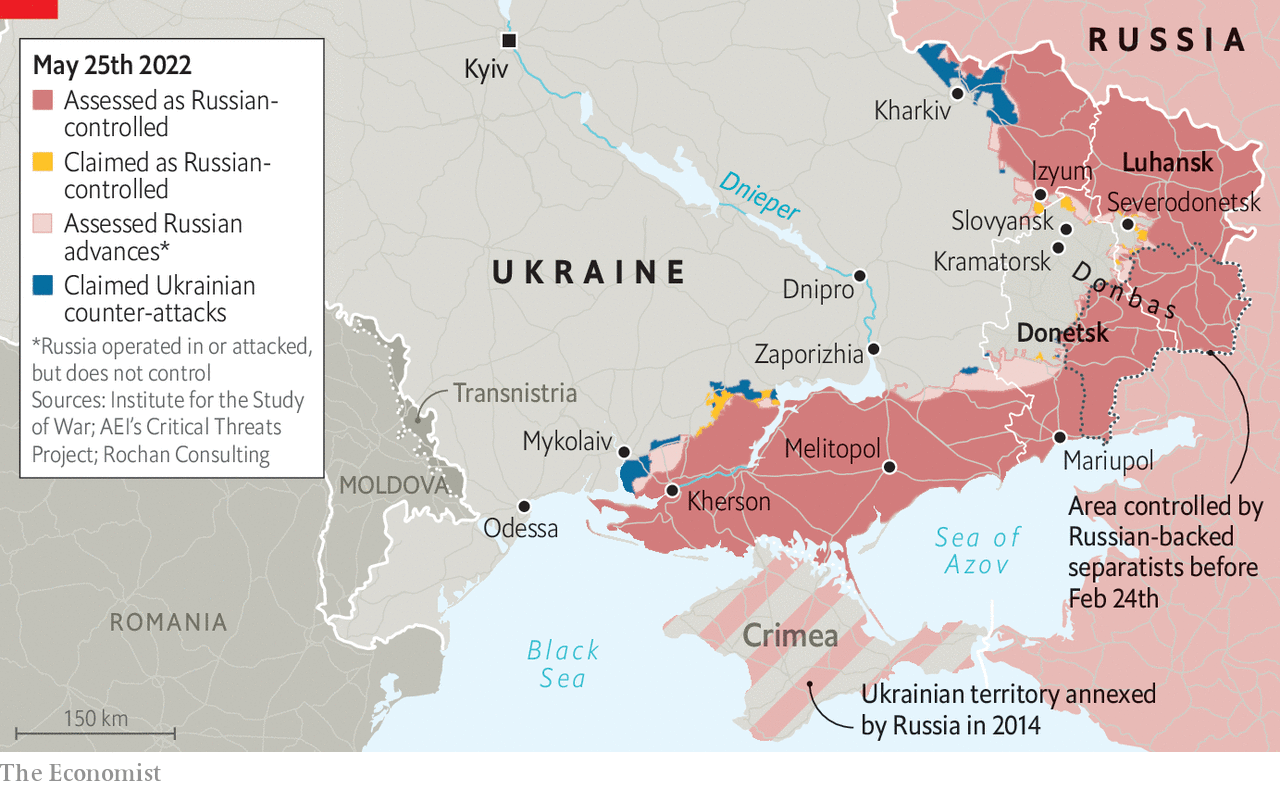 May 25th 2022
Assessed as Russian-
controlled
Claimed as Russian-
controlled
Assessed Russian
advances*
Claimed Ukrainian
counter-attacks
*Russia operated in or attacked,
but does not control
Sources: Institute for the Study
of War; AEI's Critical Threats
Project; Rochan Consulting
RUSSIA
Kyiv
Kharkiv
Luhansk
Izyum
Severodonetsk
Dnieper
Slovyansk
Kramatorsk
UKRAINE
Donbas
Dnipro
Donetsk
Zaporizhia
Transnistria
Mykolaiv
Melitopol
Mariupol
MOLDOVA
Kherson
Odessa
Area controlled by
Russian-backed
separatists before
Feb 24th
Sea of
Azov
ROMANIA
Crimea
Black
Sea
Ukrainian territory annexed
by Russia in 2014
150 km
The Economist